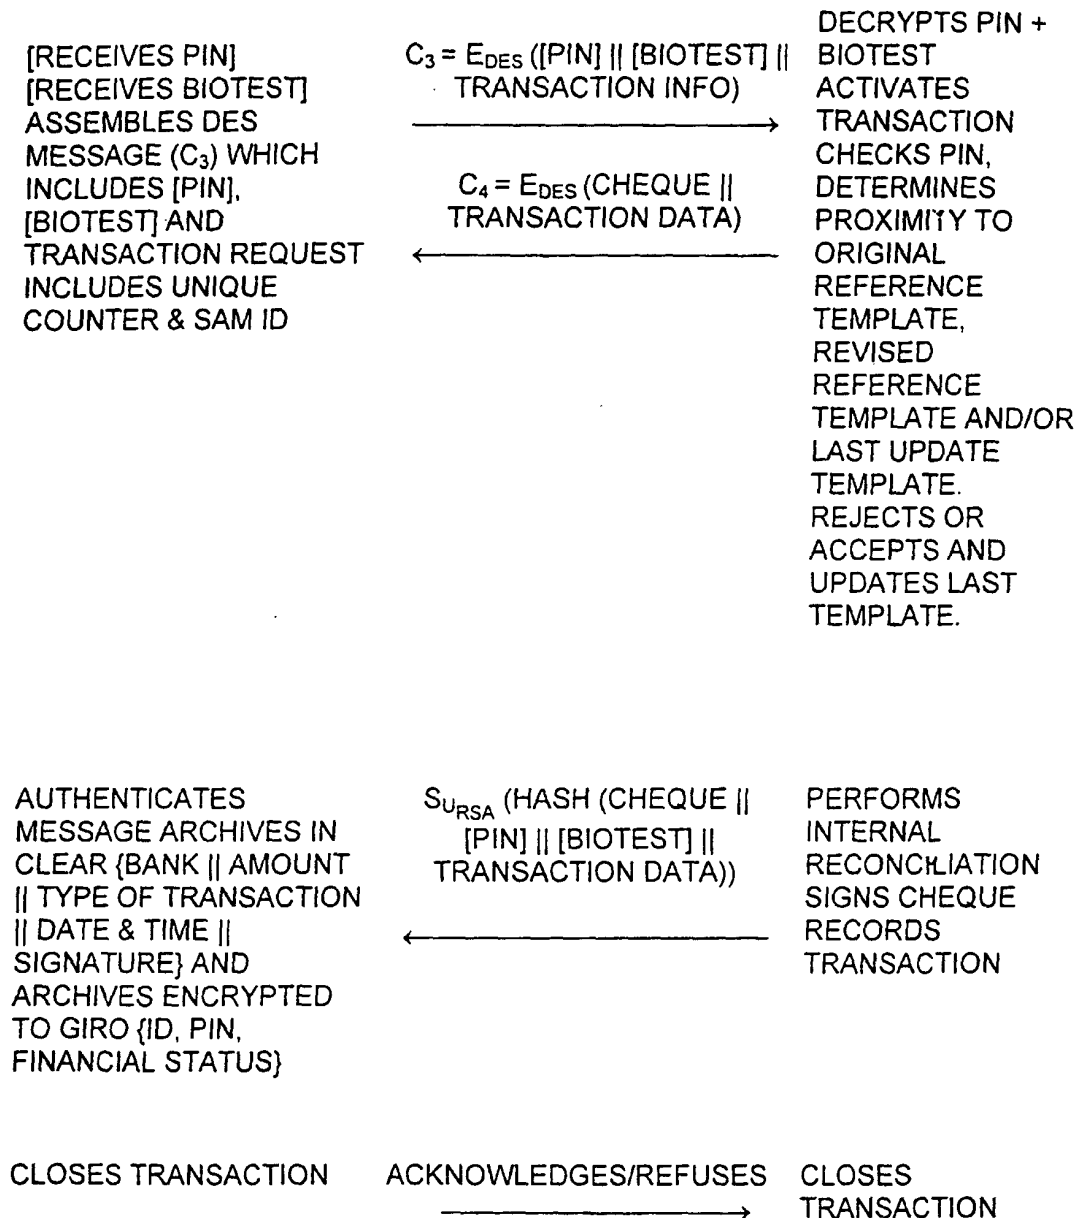 [RECEIVES PIN]
[RECEIVES BIOTEST]
ASSEMBLES DES
MESSAGE (C3) WHICH
INCLUDES [PIN],
[BIOTEST] AND
TRANSACTION REQUEST
INCLUDES UNIQUE
COUNTER & SAM ID
C3 = EDES ([PIN] || [BIOTEST] ||
TRANSACTION INFO)
C4 = EDES (CHEQUE ||
TRANSACTION DATA)
DECRYPTS PIN +
BIOTEST
ACTIVATES
TRANSACTION
CHECKS PIN,
DETERMINES
PROXIMITY TO
ORIGINAL
REFERENCE
TEMPLATE,
REVISED
REFERENCE
TEMPLATE AND/OR
LAST UPDATE
TEMPLATE.
REJECTS OR
ACCEPTS AND
UPDATES LAST
TEMPLATE.
AUTHENTICATES
MESSAGE ARCHIVES IN
CLEAR {BANK || AMOUNT
|| TYPE OF TRANSACTION
|| DATE & TIME ||
SIGNATURE} AND
ARCHIVES ENCRYPTED
TO GIRO {ID, PIN,
FINANCIAL STATUS}
SURSA (HASH (CHEQUE ||
[PIN] || [BIOTEST] ||
TRANSACTION DATA))
PERFORMS
INTERNAL
RECONCILIATION
SIGNS CHEQUE
RECORDS
TRANSACTION
CLOSES TRANSACTION
ACKNOWLEDGES/REFUSES
CLOSES
TRANSACTION